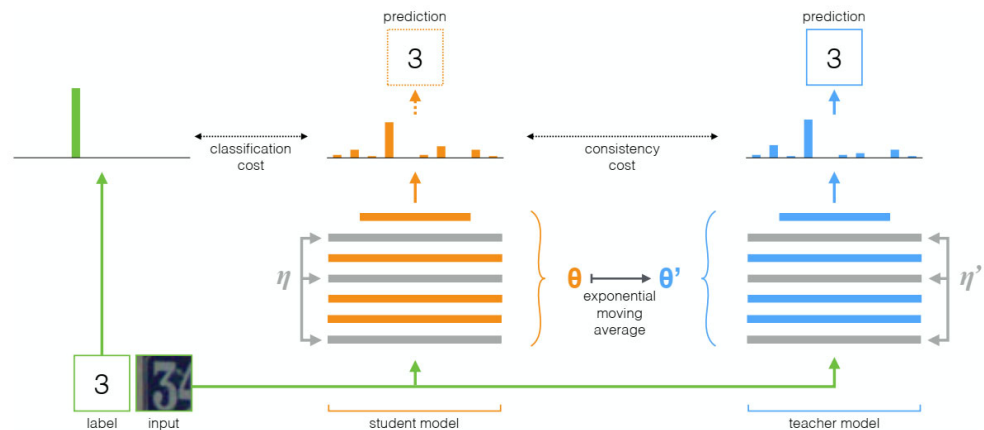 prediction
3
prediction
3
classification
cost
consistency
cost
η
θ
θ’
η’
exponential
moving
average
3
34
label
input
student model
teacher model